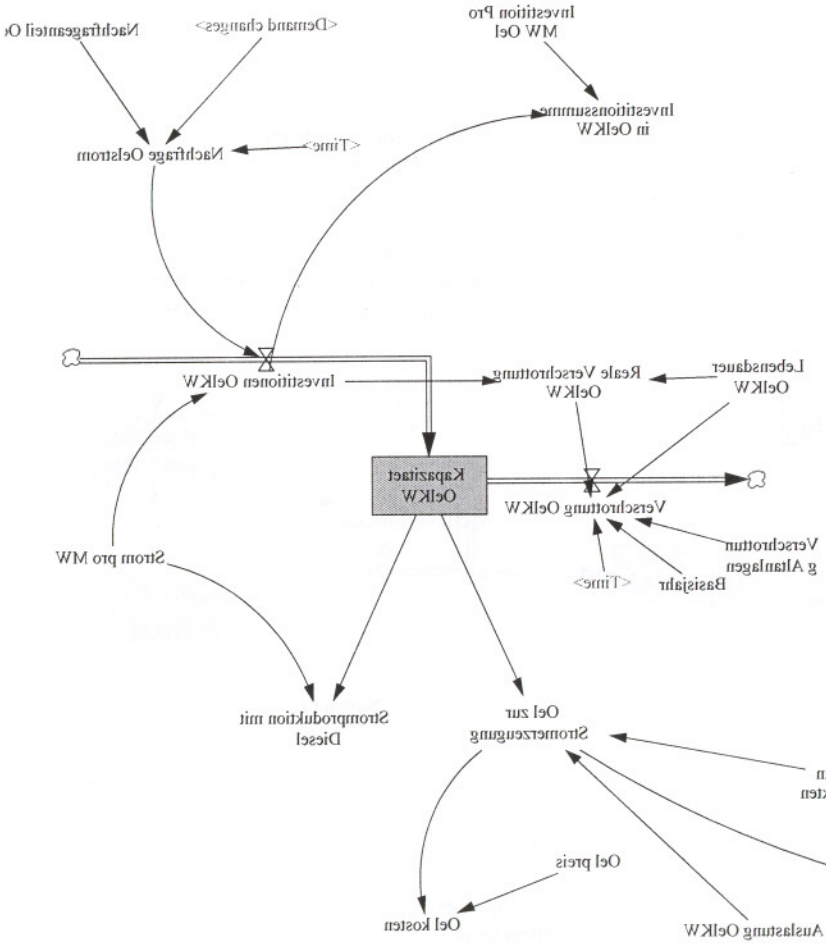 Investition Pro
MW Oel
<Demand changes>
Nachfrageanteil
Investitionssumme
in OelKW
<Time>
Nachfrage Oelstrom
Lebensdauer
OelKW
Reale Verschrottung
OelKW
Investitionen OelKW
Kapazitaet
OelKW
Verschrottung OelKW
Verschrottun
g Altanlagen
Basisjahr
<Time>
Strom pro MW
Oel zur
Stromerzeugung
Stromproduktion mit
Diesel
Oel preis
Oel kosten
Auslastung OelKW